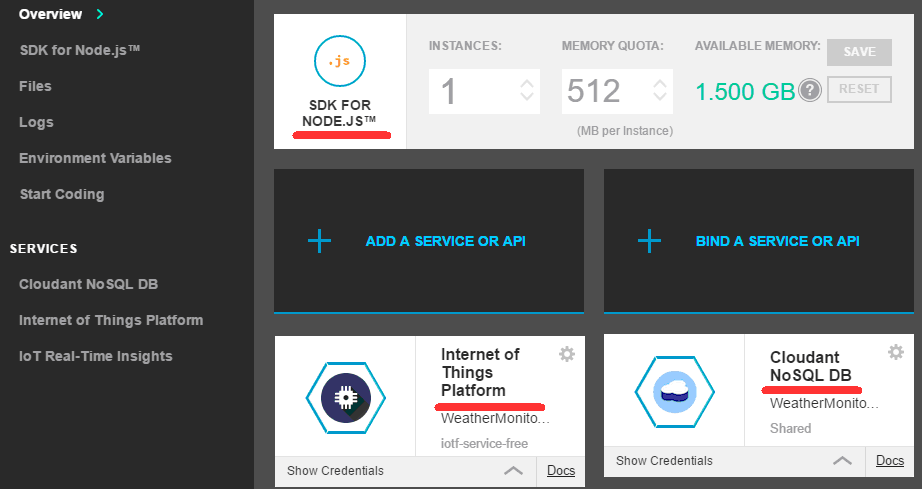 Overview
SDK for Node.js™
Files
Logs
Environment Variables
Start Coding
SERVICES
Cloudant NoSQL DB
Internet of Things Platform
IoT Real-Time Insights
.js
SDK FOR
NODE.JS™
INSTANCES:
1
MEMORY QUOTA:
512
(MB per Instance)
AVAILABLE MEMORY:
1.500 GB ?
SAVE
RESET
ADD A SERVICE OR API
BIND A SERVICE OR API
Internet of
Things
Platform
WeatherMonito...
iotf-service-free
Show Credentials
Docs
Cloudant
NoSQL DB
WeatherMonito...
Shared
Show Credentials
Docs